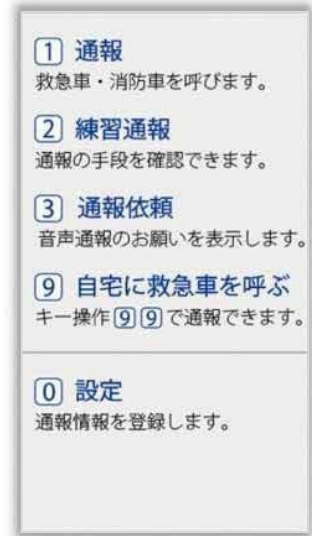 1 通報
救急車・消防車を呼びます。
2 練習通報
通報の手段を確認できます。
3 通報依頼
音声通報のお願いを表示します。
9 自宅に救急車を呼ぶ
キー操作99で通報できます。
0 設定
通報情報を登録します。